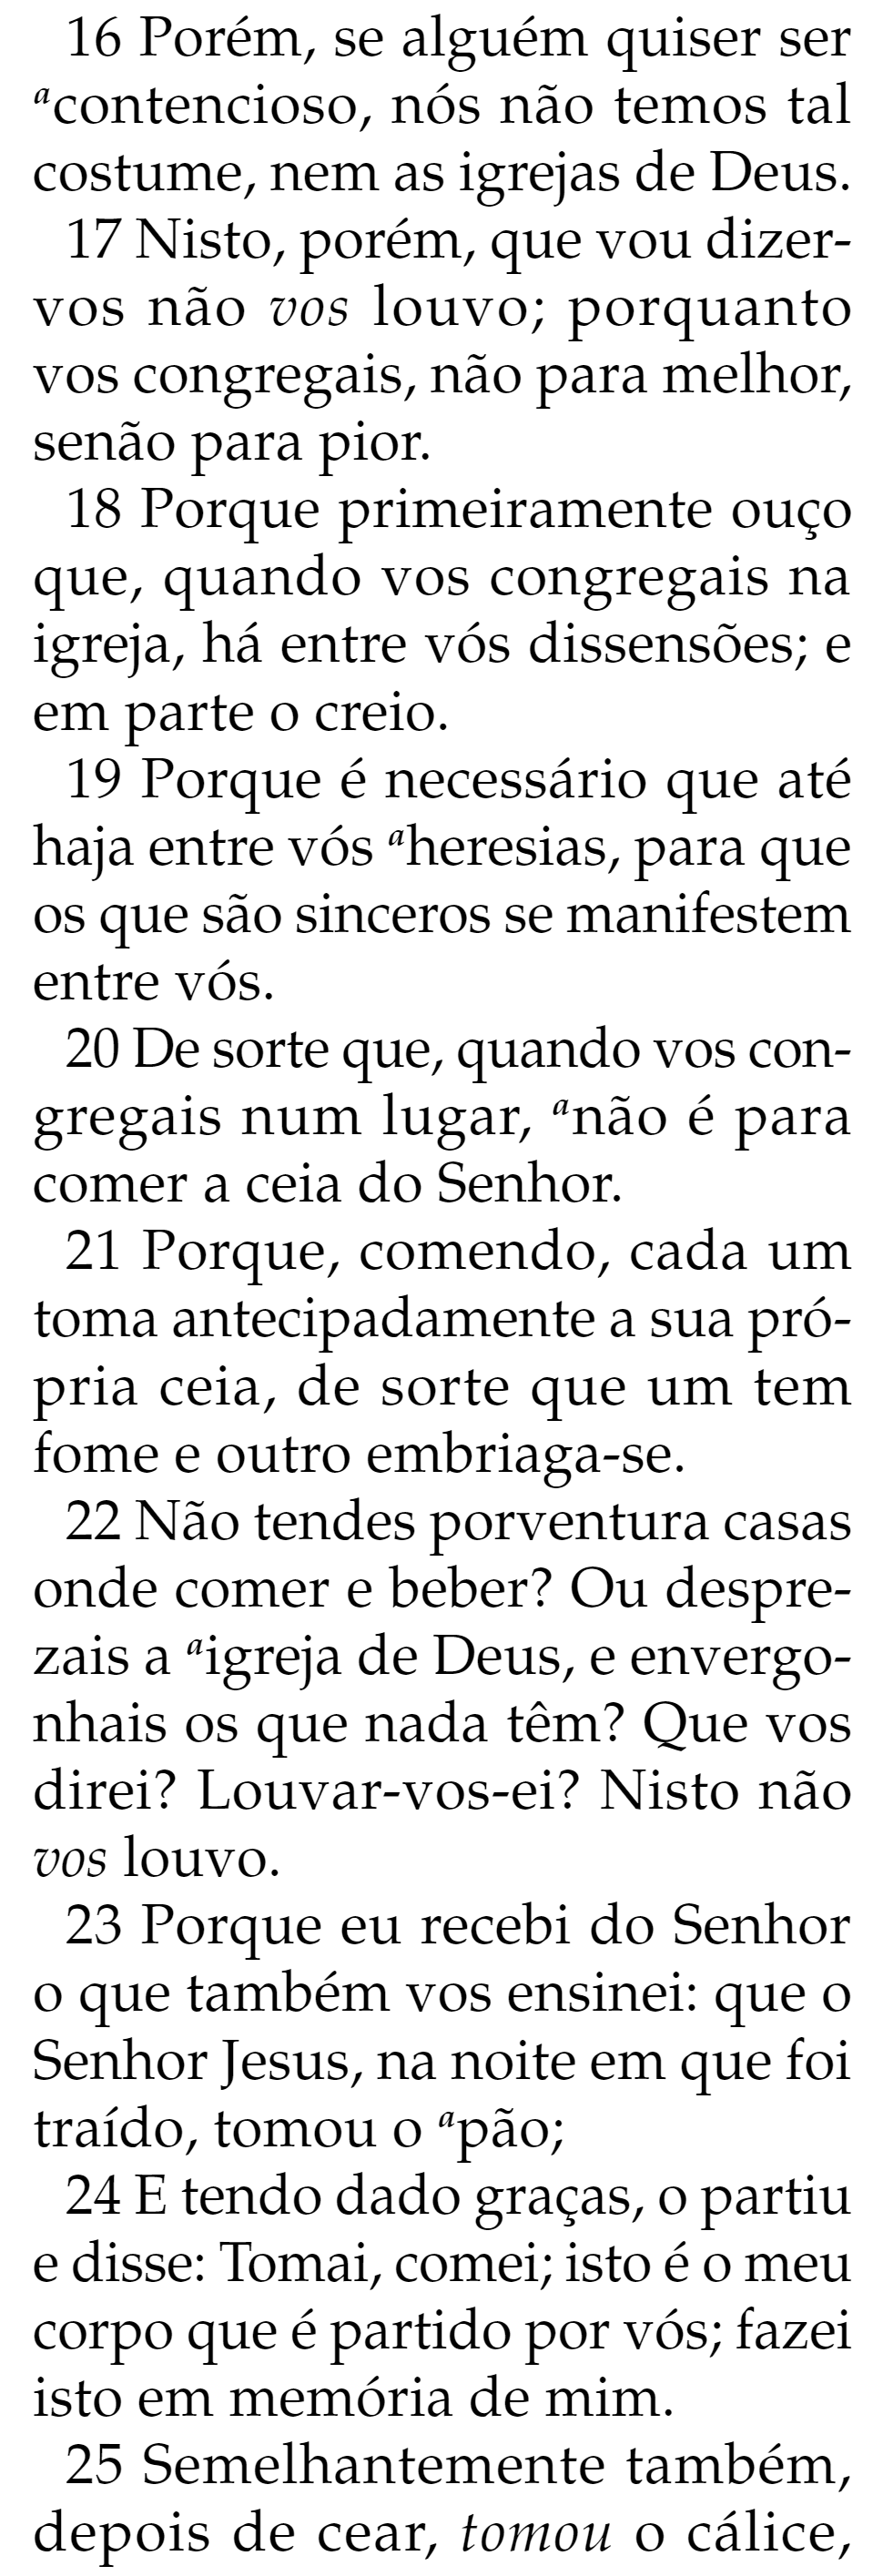 16 Porém, se alguém quiser ser
ᵃcontencioso, nós não temos tal
costume, nem as igrejas de Deus.
17 Nisto, porém, que vou dizer-
vos não vos louvo; porquanto
vos congregais, não para melhor,
senão para pior.
18 Porque primeiramente ouço
que, quando vos congregais na
igreja, há entre vós dissensões; e
em parte o creio.
19 Porque é necessário que até
haja entre vós ᵃheresias, para que
os que são sinceros se manifestem
entre vós.
20 De sorte que, quando vos con-
gregais num lugar, ᵃnão é para
comer a ceia do Senhor.
21 Porque, comendo, cada um
toma antecipadamente a sua pró-
pria ceia, de sorte que um tem
fome e outro embriaga-se.
22 Não tendes porventura casas
onde comer e beber? Ou despre-
zais a ᵃigreja de Deus, e envergo-
nhais os que nada têm? Que vos
direi? Louvar-vos-ei? Nisto não
vos louvo.
23 Porque eu recebi do Senhor
o que também vos ensinei: que o
Senhor Jesus, na noite em que foi
traído, tomou o ᵃpão;
24 E tendo dado graças, o partiu
e disse: Tomai, comei; isto é o meu
corpo que é partido por vós; fazei
isto em memória de mim.
25 Semelhantemente também,
depois de cear, tomou o cálice,